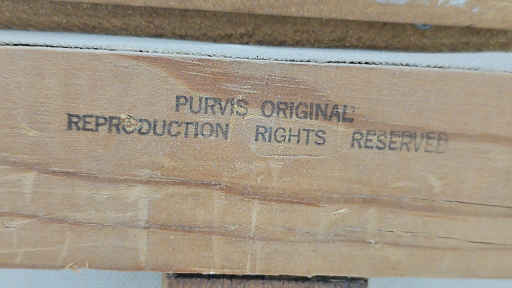 PURVIS ORIGINAL
REPRODUCTION RIGHTS RESERVED